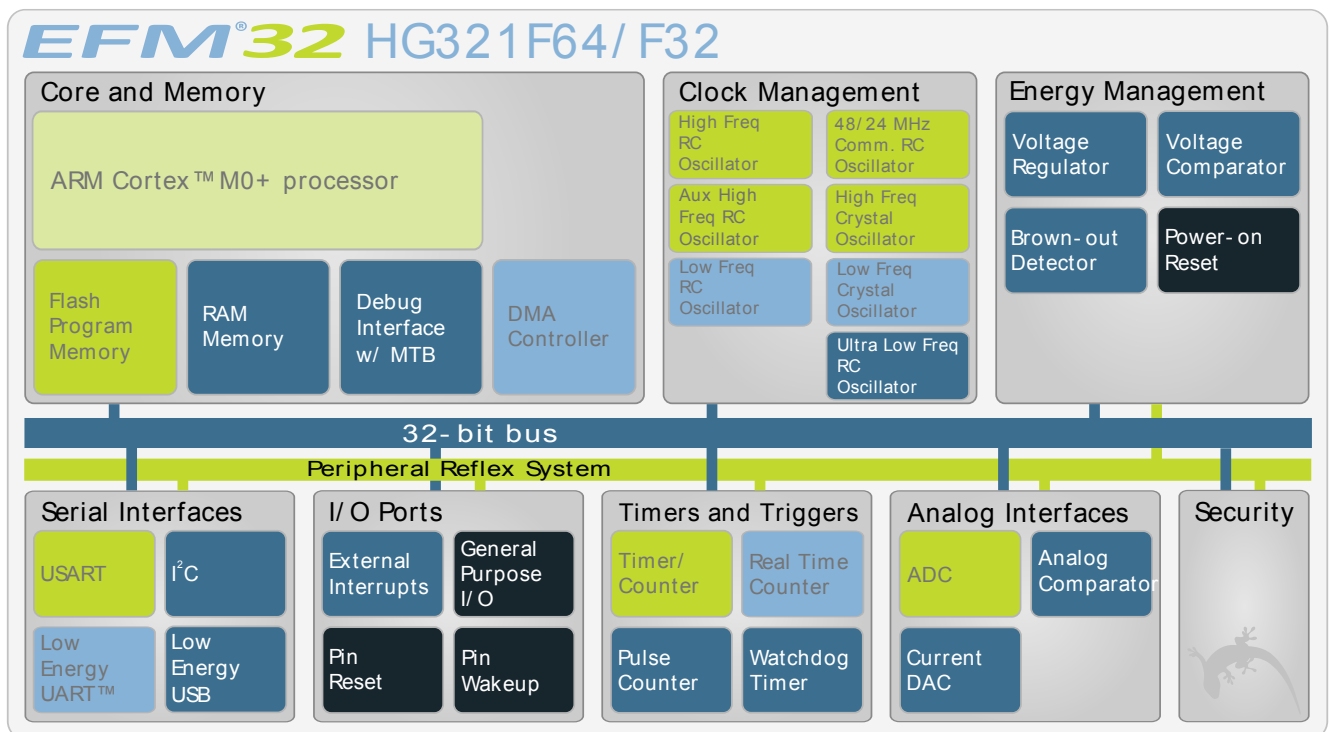 EFM®32 HG321F64/F32
Core and Memory
ARM Cortex™ M0+ processor
Flash
Program
Memory
RAM
Memory
Debug
Interface
w/ MTB
DMA
Controller
Clock Management
High Freq
RC
Oscillator
48/24 MHz
Comm. RC
Oscillator
Aux High
Freq RC
Oscillator
High Freq
Crystal
Oscillator
Low Freq
RC
Oscillator
Low Freq
Crystal
Oscillator
Ultra Low Freq
RC
Oscillator
Energy Management
Voltage
Regulator
Voltage
Comparator
Brown-out
Detector
Power-on
Reset
32-bit bus
Peripheral Reflex System
Serial Interfaces
USART
I²C
Low
Energy
UART™
Low
Energy
USB
I/O Ports
External
Interrupts
General
Purpose
I/O
Pin
Reset
Pin
Wakeup
Timers and Triggers
Timer/
Counter
Real Time
Counter
Pulse
Counter
Watchdog
Timer
Analog Interfaces
ADC
Analog
Comparator
Current
DAC
Security